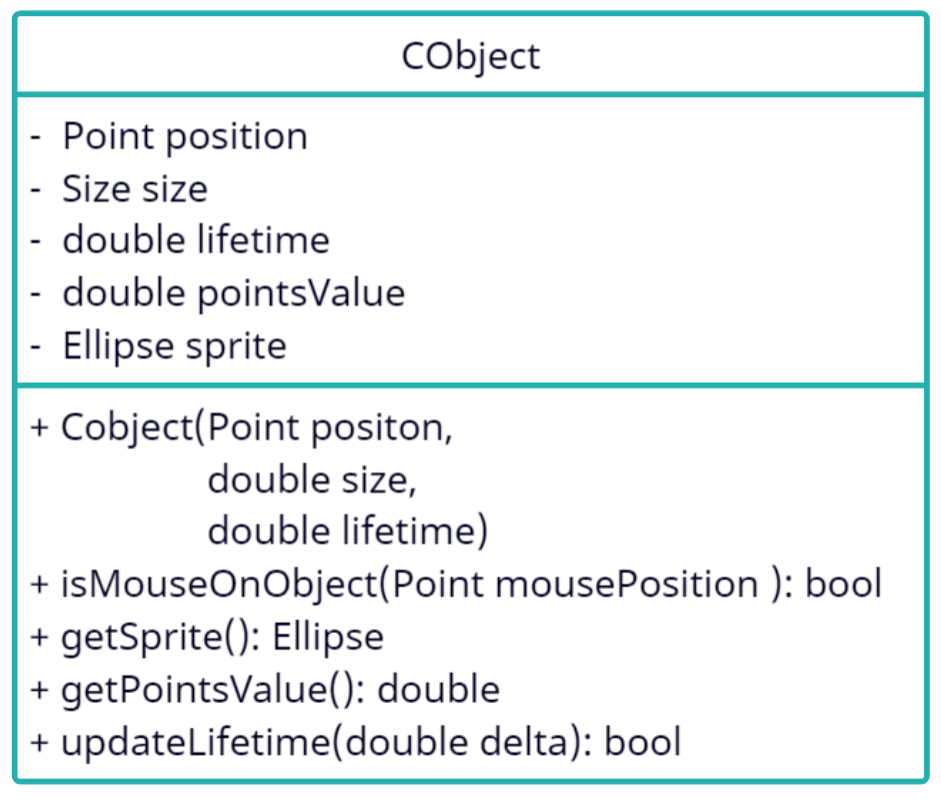 CObject
- Point position
- Size size
- double lifetime
- double pointsValue
- Ellipse sprite
+ Cobject(Point positon,
double size,
double lifetime)
+ isMouseOnObject(Point mousePosition ): bool
+ getSprite(): Ellipse
+ getPointsValue(): double
+ updateLifetime(double delta): bool